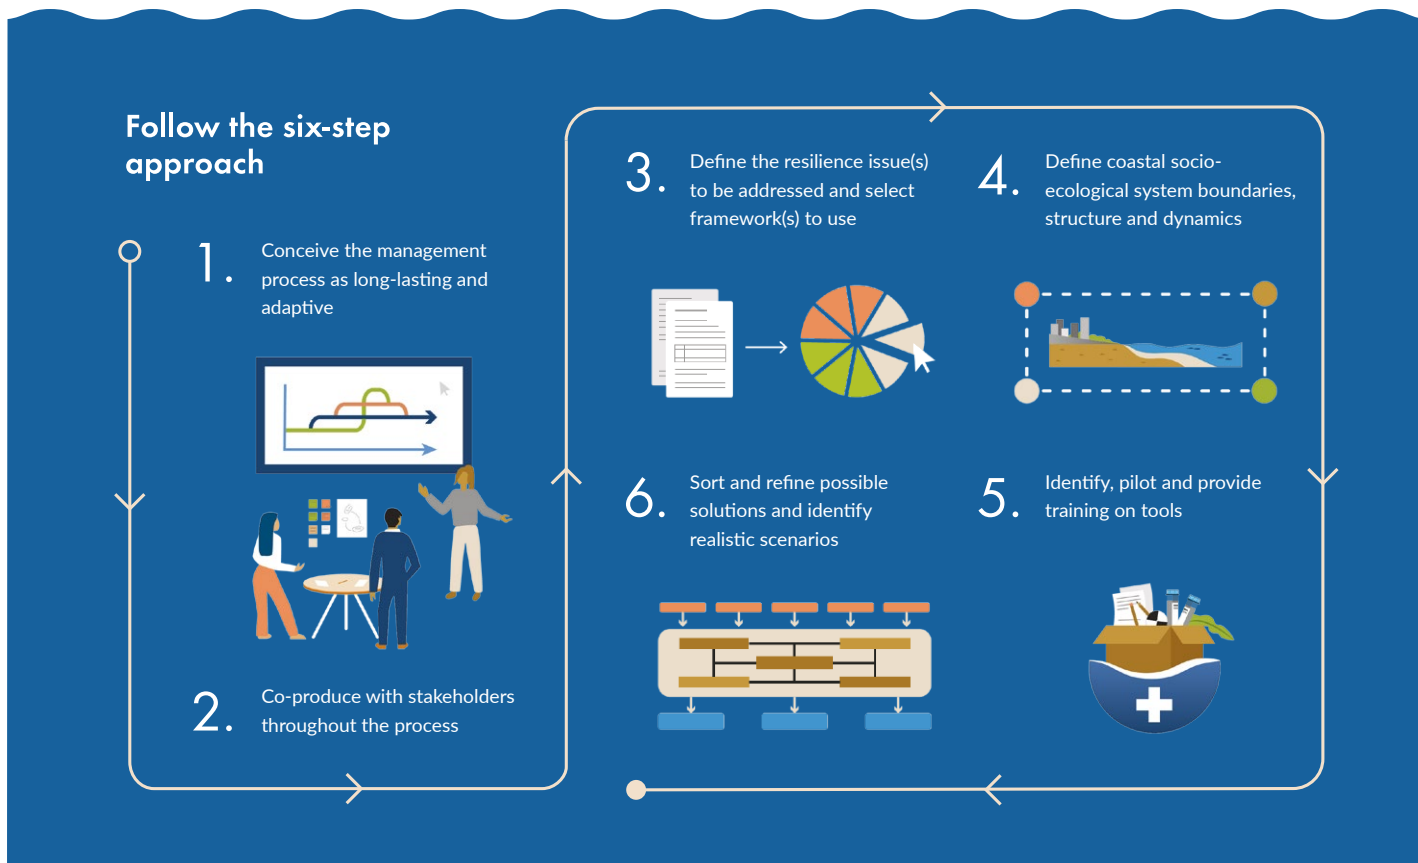 Follow the six-step
approach
1.
Conceive the management
process as long-lasting and
adaptive
2.
Co-produce with stakeholders
throughout the process
3.
Define the resilience issue(s)
to be addressed and select
framework(s) to use
4.
Define coastal socio-
ecological system boundaries,
structure and dynamics
5.
Identify, pilot and provide
training on tools
6.
Sort and refine possible
solutions and identify
realistic scenarios